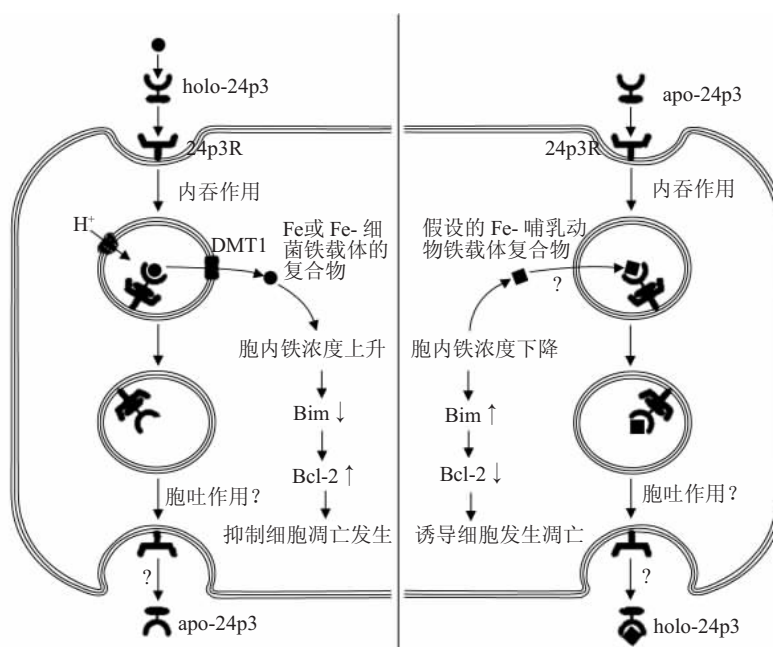 holo-24p3
24p3R
内吞作用
H+
DMT1
Fe或 Fe- 细
菌铁载体的
复合物
胞内铁浓度上升
Bim ↓
Bcl-2 ↑
抑制细胞凋亡发生
胞吐作用?
?
apo-24p3
apo-24p3
24p3R
内吞作用
假设的 Fe- 哺乳动
物铁载体复合物
?
胞内铁浓度下降
Bim ↑
Bcl-2 ↓
诱导细胞发生凋亡
胞吐作用?
?
holo-24p3